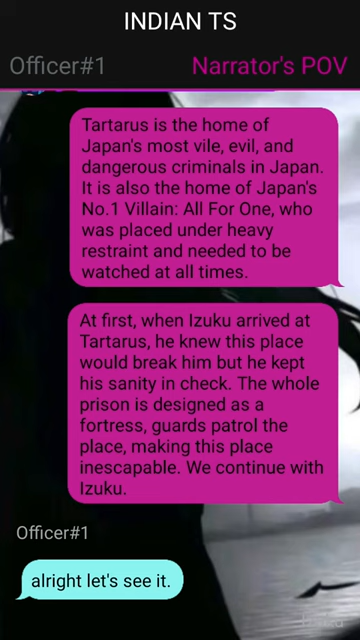 INDIAN TS
Officer#1
Narrator's POV
Tartarus is the home of
Japan's most vile, evil, and
dangerous criminals in Japan.
It is also the home of Japan's
No.1 Villain: All For One, who
was placed under heavy
restraint and needed to be
watched at all times.
At first, when Izuku arrived at
Tartarus, he knew this place
would break him but he kept
his sanity in check. The whole
prison is designed as a
fortress, guards patrol the
place, making this place
inescapable. We continue with
Izuku.
Officer#1
alright let's see it.